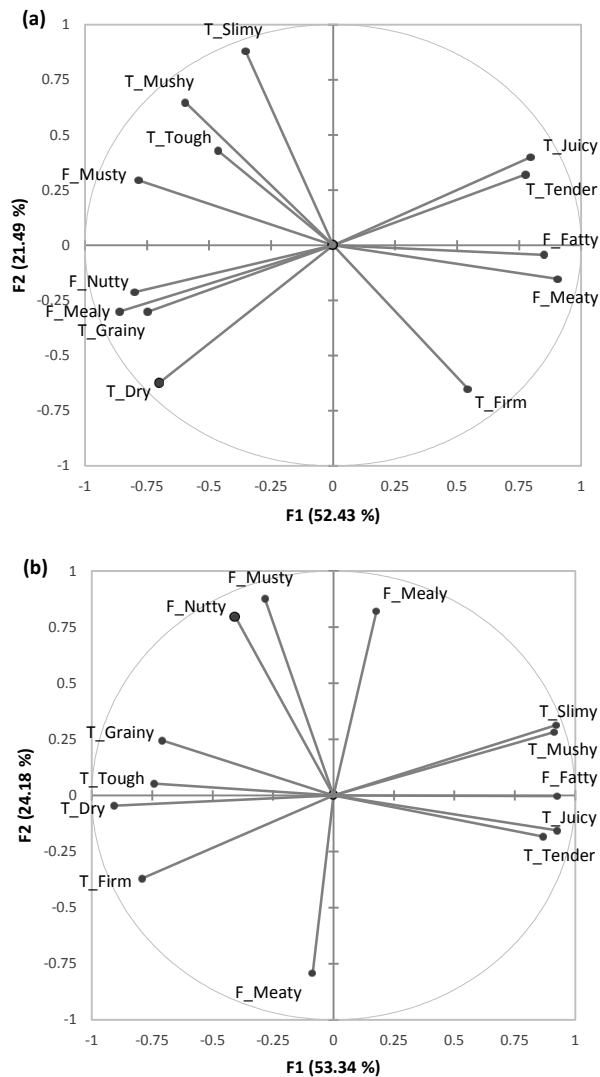 (a)
1
T_Slimy
0.75
T_Mushy
0.5
T_Tough
T_Juicy
F_Musty
0.25
T_Tender
F2 (21.49 %)
0
F_Fatty
F_Nutty
-0.25
F_Mealy
F_Meaty
T_Grainy
-0.5
T_Dry
T_Firm
-0.75
-1
-1 -0.75 -0.5 -0.25 0 0.25 0.5 0.75 1
F1 (52.43 %)
(b)
1
F_Musty
F_Mealy
F_Nutty
0.75
0.5
T_Slimy
T_Grainy
0.25
T_Mushy
T_Tough
F_Fatty
F2 (24.18 %)
0
T_Dry
T_Juicy
-0.25
T_Tender
T_Firm
-0.5
-0.75
F_Meaty
-1
-1 -0.75 -0.5 -0.25 0 0.25 0.5 0.75 1
F1 (53.34 %)